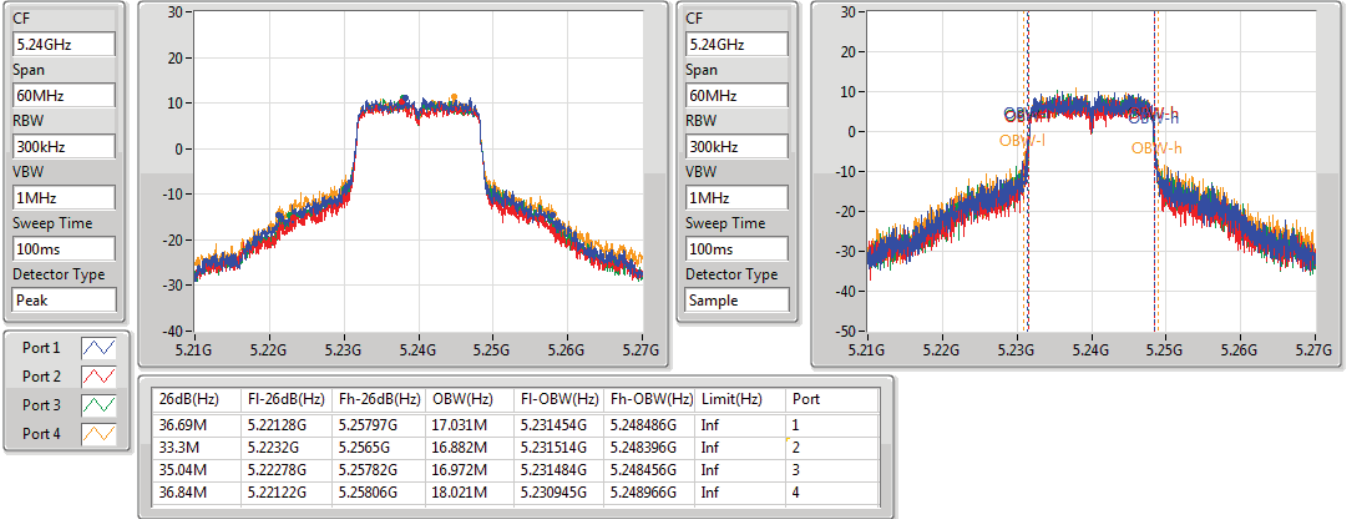 CF
5.24GHz
Span
60MHz
RBW
300kHz
VBW
1MHz
Sweep Time
100ms
Detector Type
Peak
30
20
10
0
-10
-20
-30
-40
5.21G 5.22G 5.23G 5.24G 5.25G 5.26G 5.27G
CF
5.24GHz
Span
60MHz
RBW
300kHz
VBW
1MHz
Sweep Time
100ms
Detector Type
Sample
30
20
10
0
-10
-20
-30
-40
-50
OBW-l
OBW-h
5.21G 5.22G 5.23G 5.24G 5.25G 5.26G 5.27G
Port 1
Port 2
Port 3
Port 4
26dB(Hz) Fl-26dB(Hz) Fh-26dB(Hz) OBW(Hz) Fl-OBW(Hz) Fh-OBW(Hz) Limit(Hz) Port
36.69M 5.22128G 5.25797G 17.031M 5.231454G 5.248486G Inf 1
33.3M 5.2232G 5.2565G 16.882M 5.231514G 5.248396G Inf 2
35.04M 5.22278G 5.25782G 16.972M 5.231484G 5.248456G Inf 3
36.84M 5.22122G 5.25806G 18.021M 5.230945G 5.248966G Inf 4